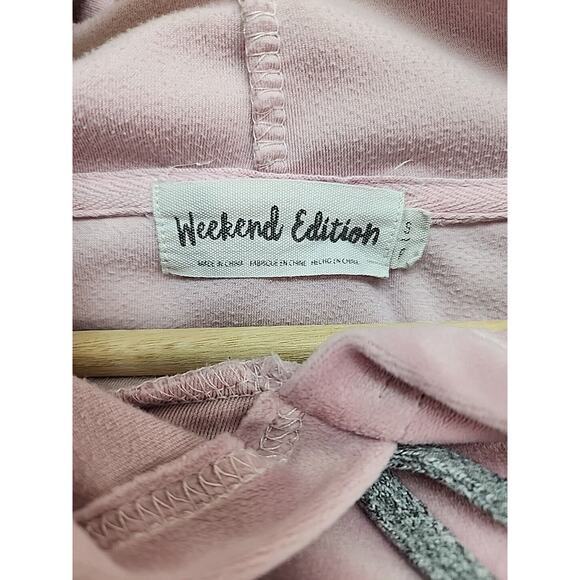 Weekend Edition
MADE IN CHINA FABRIQUÉ EN CHINE HECHO EN CHINA
S